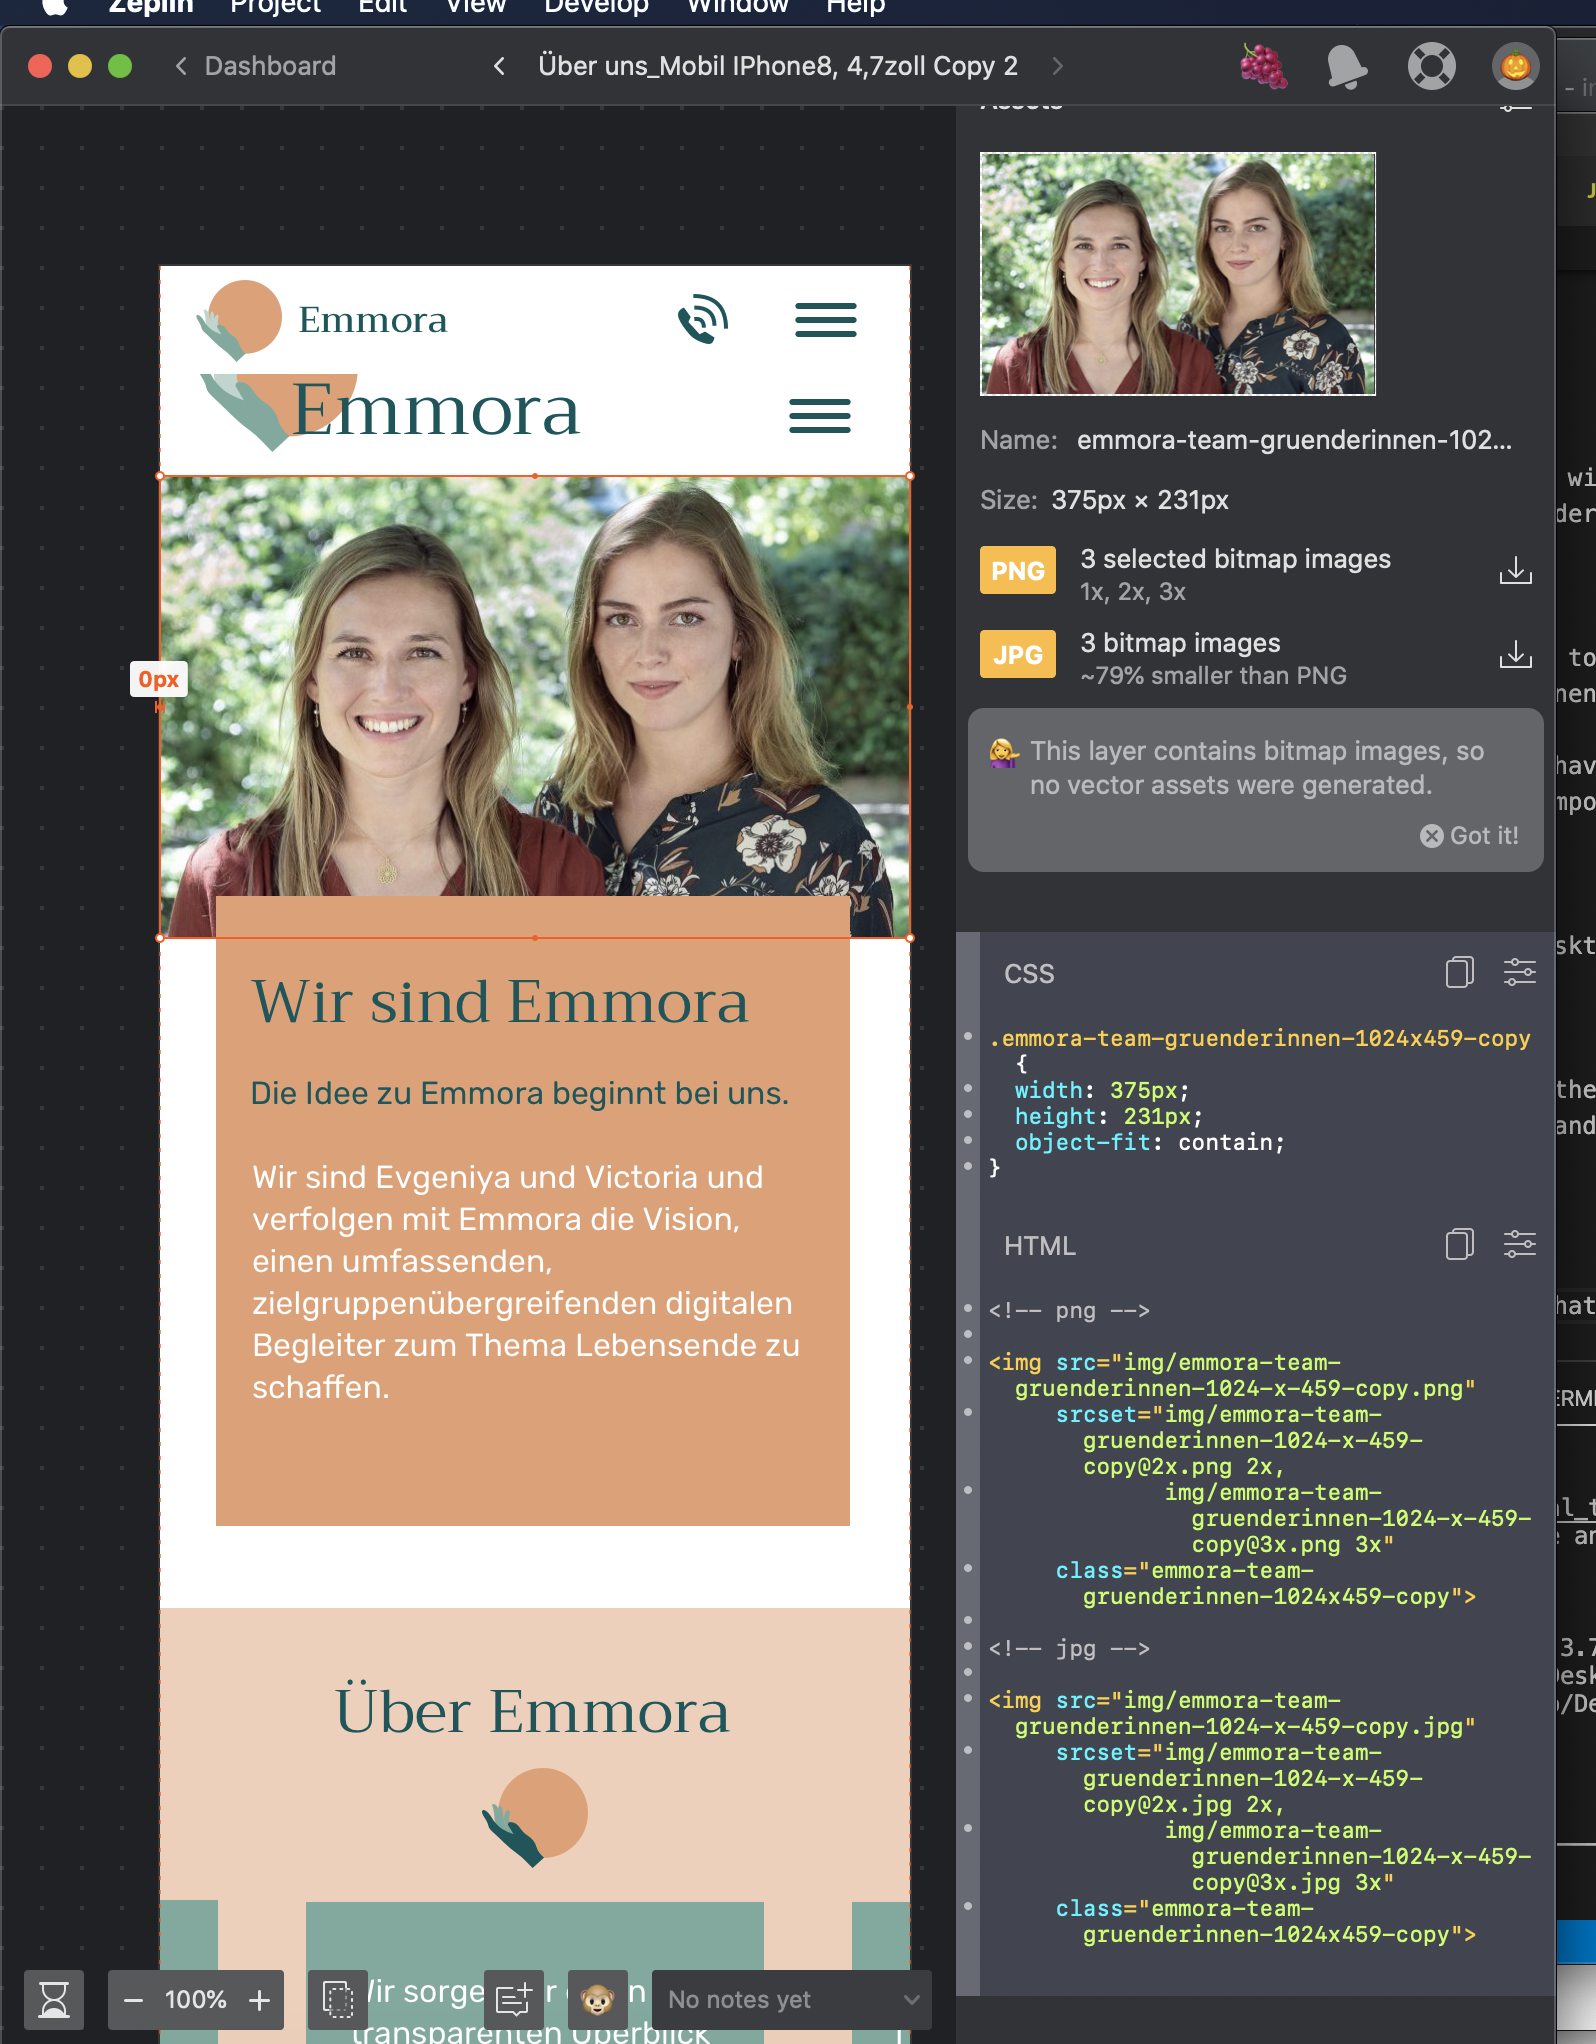 Zeplin Project Edit View Develop Window Help
Dashboard
Über uns_Mobil IPhone8, 4,7zoll Copy 2
Assets
Emmora
Emmora
0px
Wir sind Emmora
Die Idee zu Emmora beginnt bei uns.
Wir sind Evgeniya und Victoria und
verfolgen mit Emmora die Vision,
einen umfassenden,
zielgruppenübergreifenden digitalen
Begleiter zum Thema Lebensende zu
schaffen.
Über Emmora
Wir sorge
transparenten Überblick
100%
No notes yet
Name: emmora-team-gruenderinnen-102...
Size: 375px × 231px
PNG
3 selected bitmap images
1x, 2x, 3x
JPG
3 bitmap images
~79% smaller than PNG
This layer contains bitmap images, so
no vector assets were generated.
Got it!
CSS
.emmora-team-gruenderinnen-1024x459-copy
{
width: 375px;
height: 231px;
object-fit: contain;
}
HTML
<!-- png -->
<img src="img/emmora-team-
gruenderinnen-1024-x-459-copy.png"
srcset="img/emmora-team-
gruenderinnen-1024-x-459-
copy@2x.png 2x,
img/emmora-team-
gruenderinnen-1024-x-459-
copy@3x.png 3x"
class="emmora-team-
gruenderinnen-1024x459-copy">
<!-- jpg -->
<img src="img/emmora-team-
gruenderinnen-1024-x-459-copy.jpg"
srcset="img/emmora-team-
gruenderinnen-1024-x-459-
copy@2x.jpg 2x,
img/emmora-team-
gruenderinnen-1024-x-459-
copy@3x.jpg 3x"
class="emmora-team-
gruenderinnen-1024x459-copy">